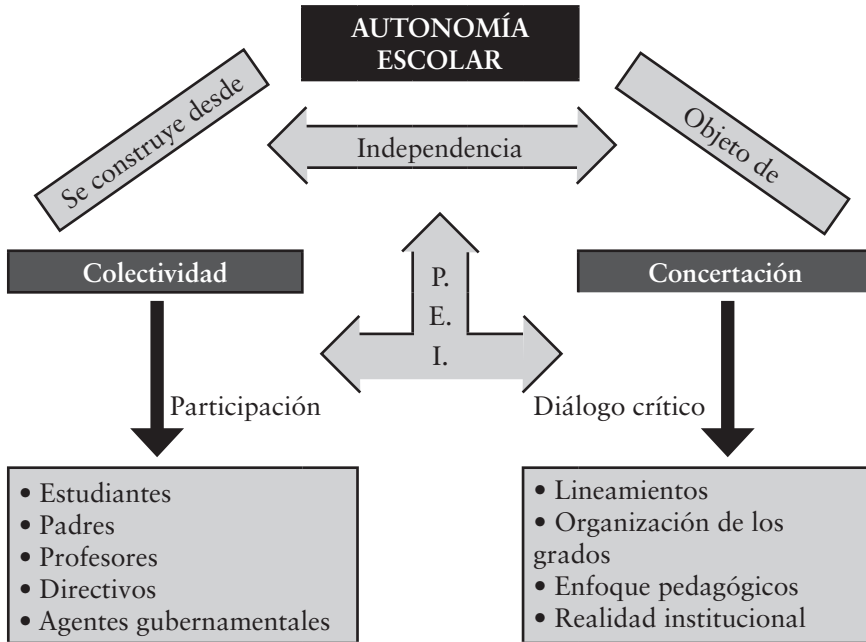 AUTONOMÍA
ESCOLAR
Se construye desde
Independencia
Objeto de
Colectividad
P.
E.
I.
Concertación
Participación
Diálogo crítico
• Estudiantes
• Padres
• Profesores
• Directivos
• Agentes gubernamentales
• Lineamientos
• Organización de los
grados
• Enfoque pedagógicos
• Realidad institucional